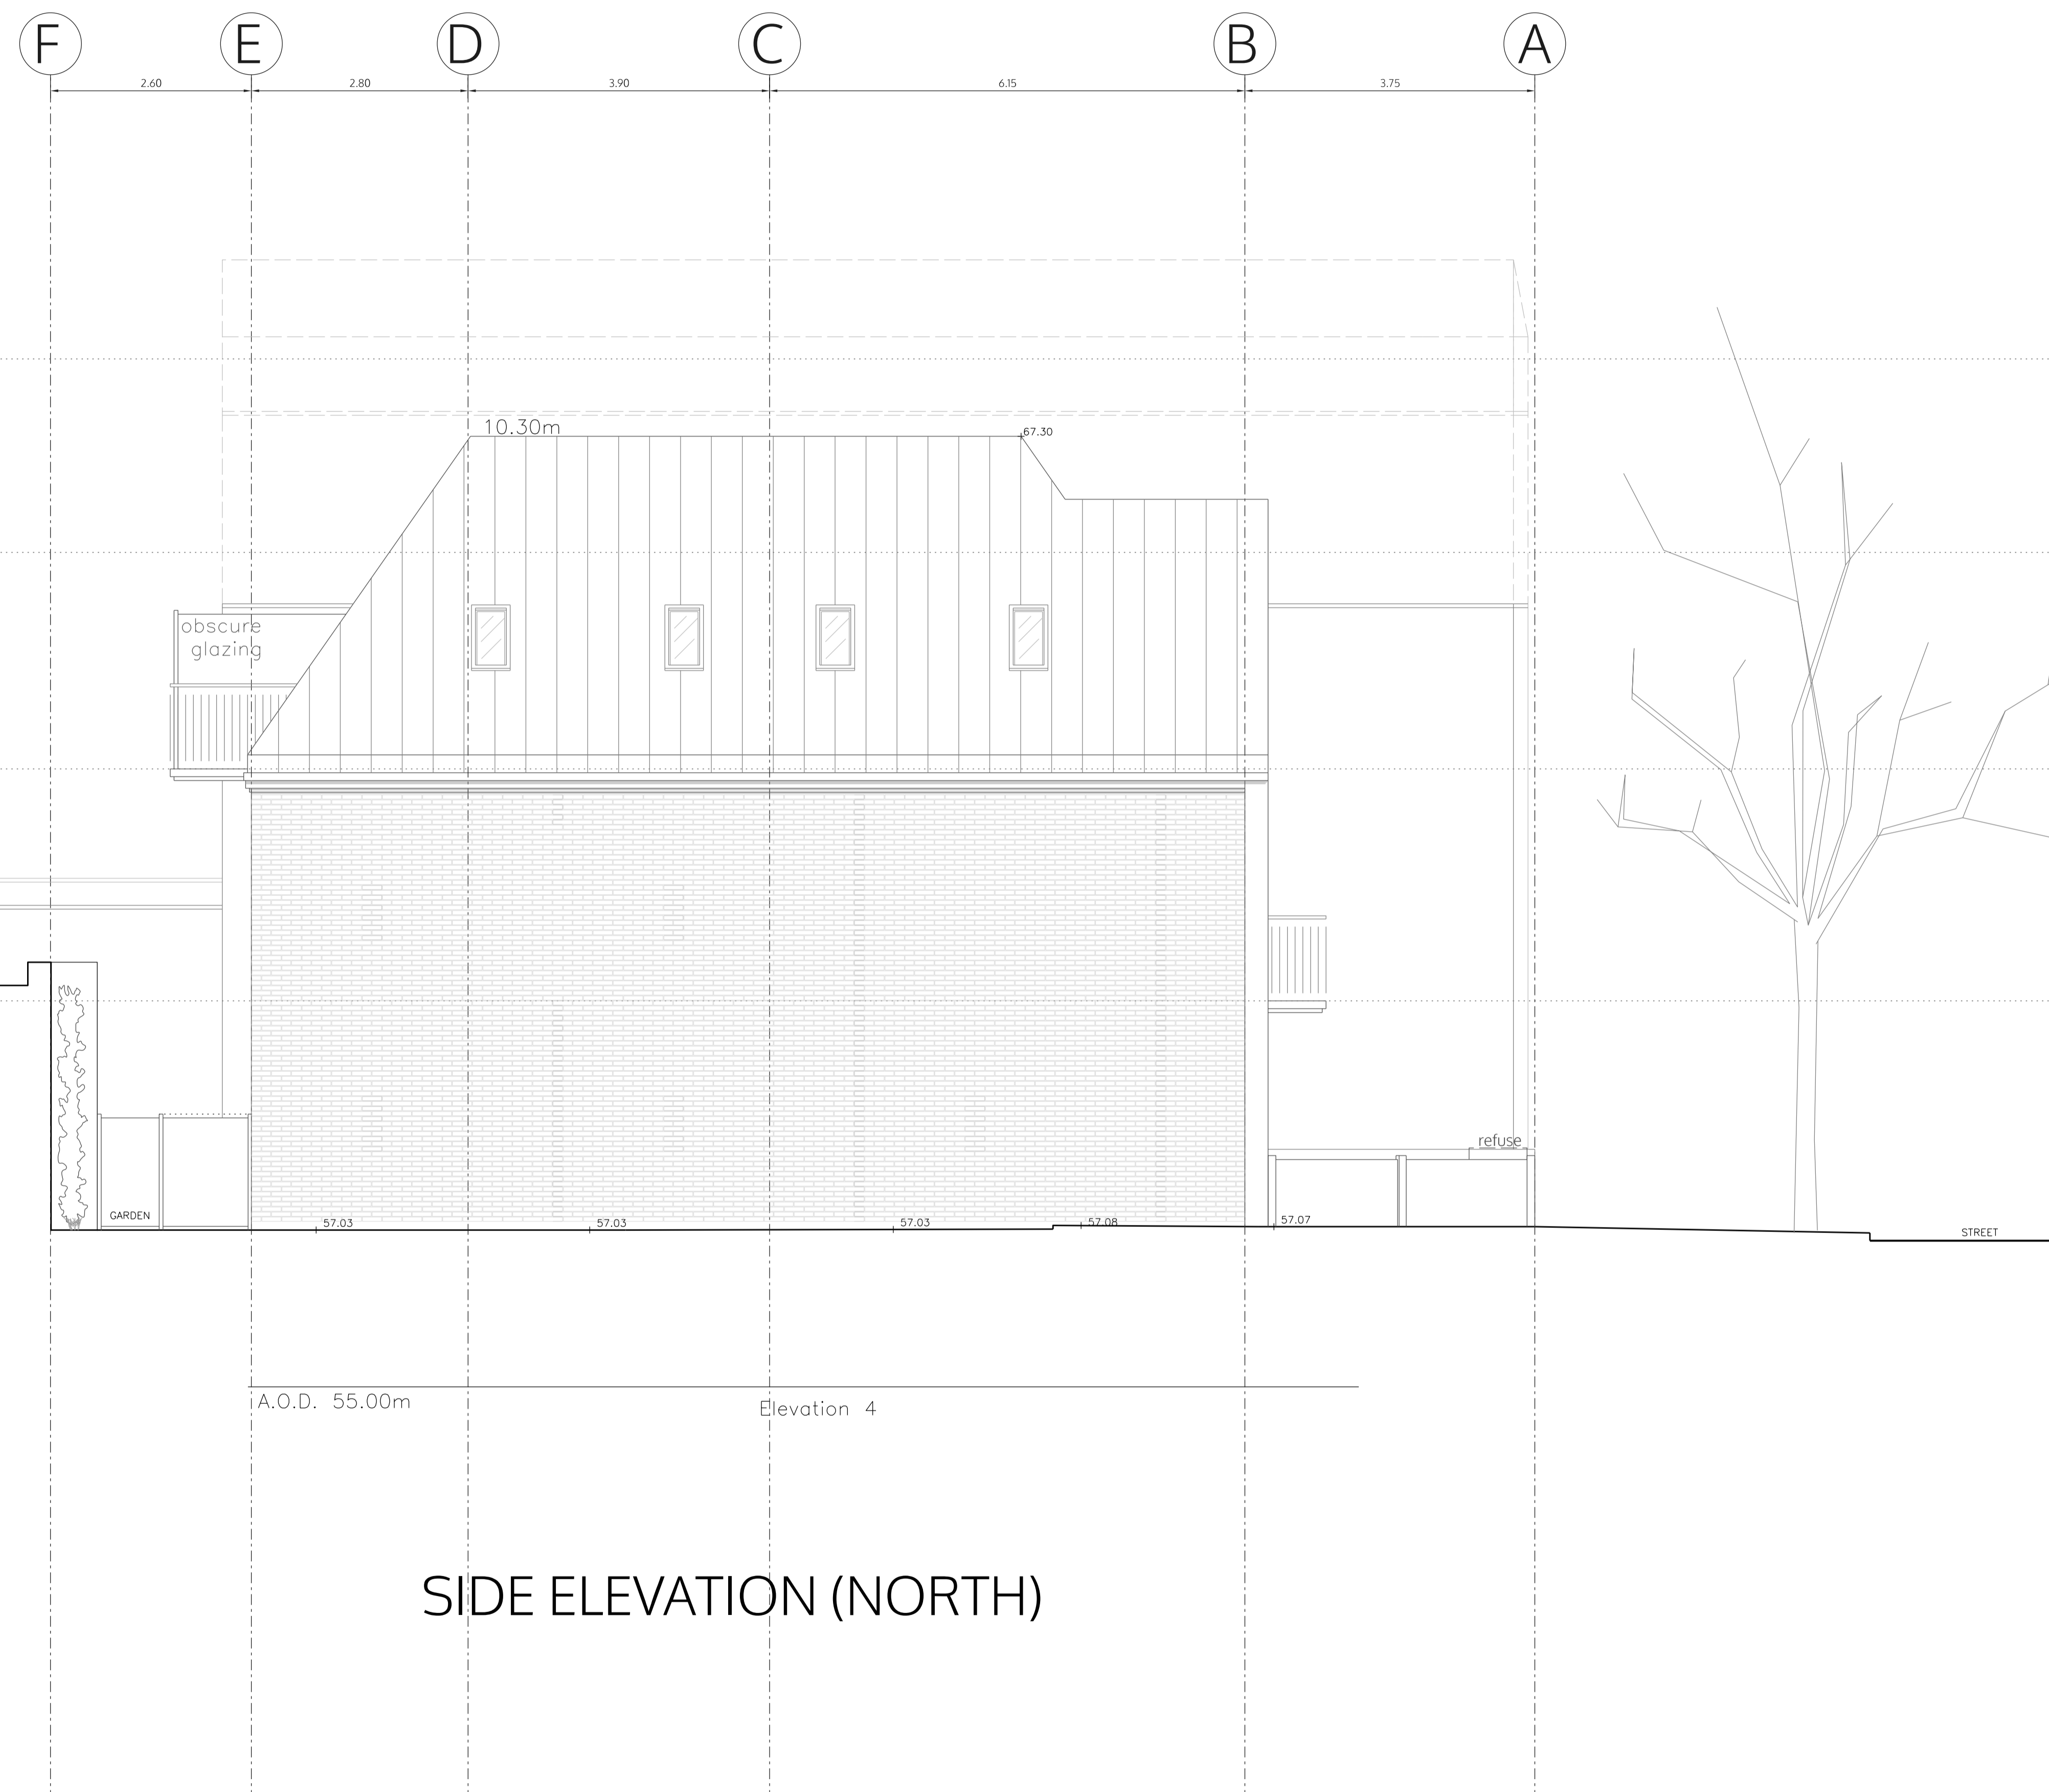 F E D C B A
2.60 2.80 3.90 6.15 3.75
10.30m
67.30
obscure
glazing
refuse
GARDEN
57.03 57.03 57.03 57.08 57.07
STREET
A.O.D. 55.00m
Elevation 4
SIDE ELEVATION (NORTH)